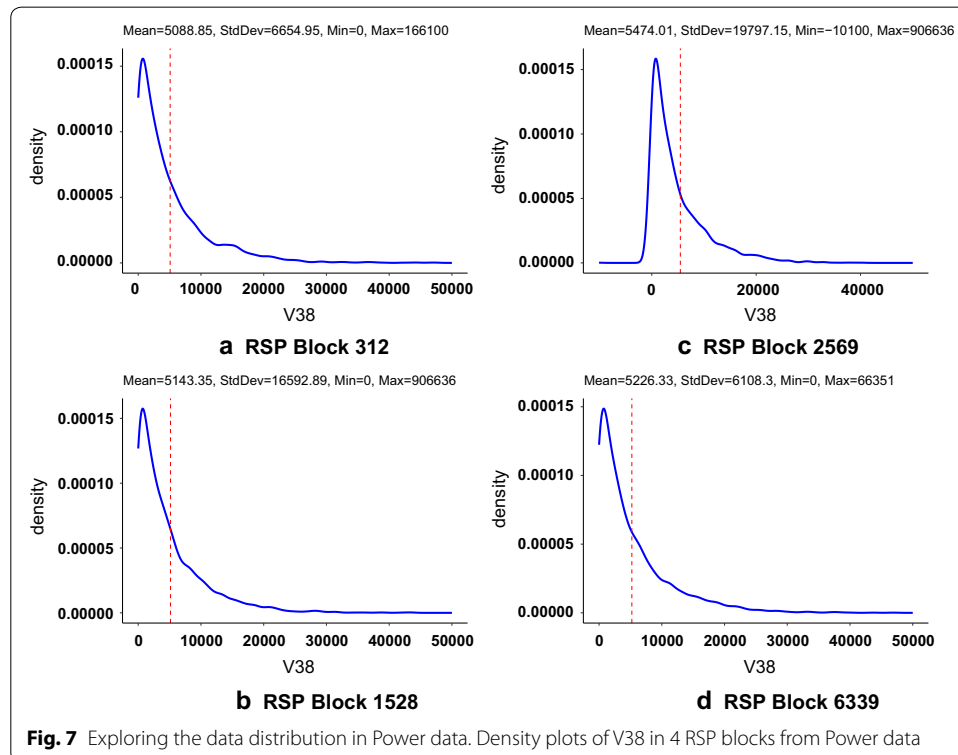 Mean=5088.85, StdDev=6654.95, Min=0, Max=166100
0.00015
0.00010
0.00005
0.00000
density
0 10000 20000 30000 40000 50000
V38
a RSP Block 312
Mean=5474.01, StdDev=19797.15, Min=−10100, Max=906636
0.00015
0.00010
0.00005
0.00000
density
0 20000 40000
V38
c RSP Block 2569
Mean=5143.35, StdDev=16592.89, Min=0, Max=906636
0.00015
0.00010
0.00005
0.00000
density
0 10000 20000 30000 40000 50000
V38
b RSP Block 1528
Mean=5226.33, StdDev=6108.3, Min=0, Max=66351
0.00015
0.00010
0.00005
0.00000
density
0 10000 20000 30000 40000 50000
V38
d RSP Block 6339
Fig. 7 Exploring the data distribution in Power data. Density plots of V38 in 4 RSP blocks from Power data